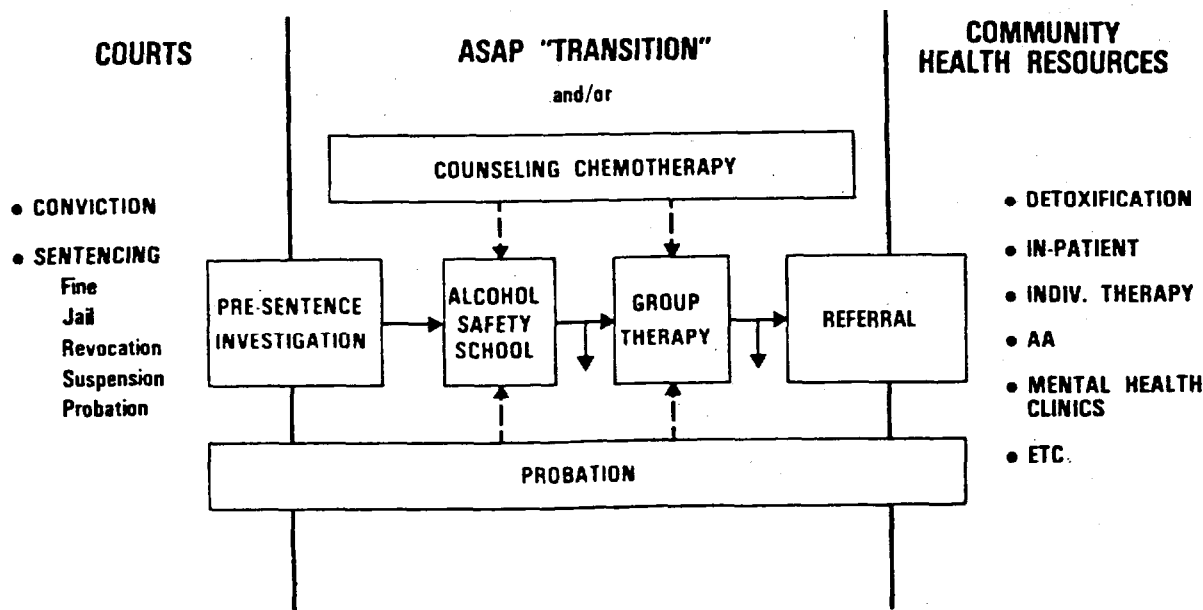 COURTS
• CONVICTION
• SENTENCING
Fine
Jail
Revocation
Suspension
Probation
ASAP "TRANSITION"
and/or
COUNSELING CHEMOTHERAPY
PRE-SENTENCE
INVESTIGATION
ALCOHOL
SAFETY
SCHOOL
GROUP
THERAPY
REFERRAL
PROBATION
COMMUNITY
HEALTH RESOURCES
• DETOXIFICATION
• IN-PATIENT
• INDIV. THERAPY
• AA
• MENTAL HEALTH
CLINICS
• ETC.